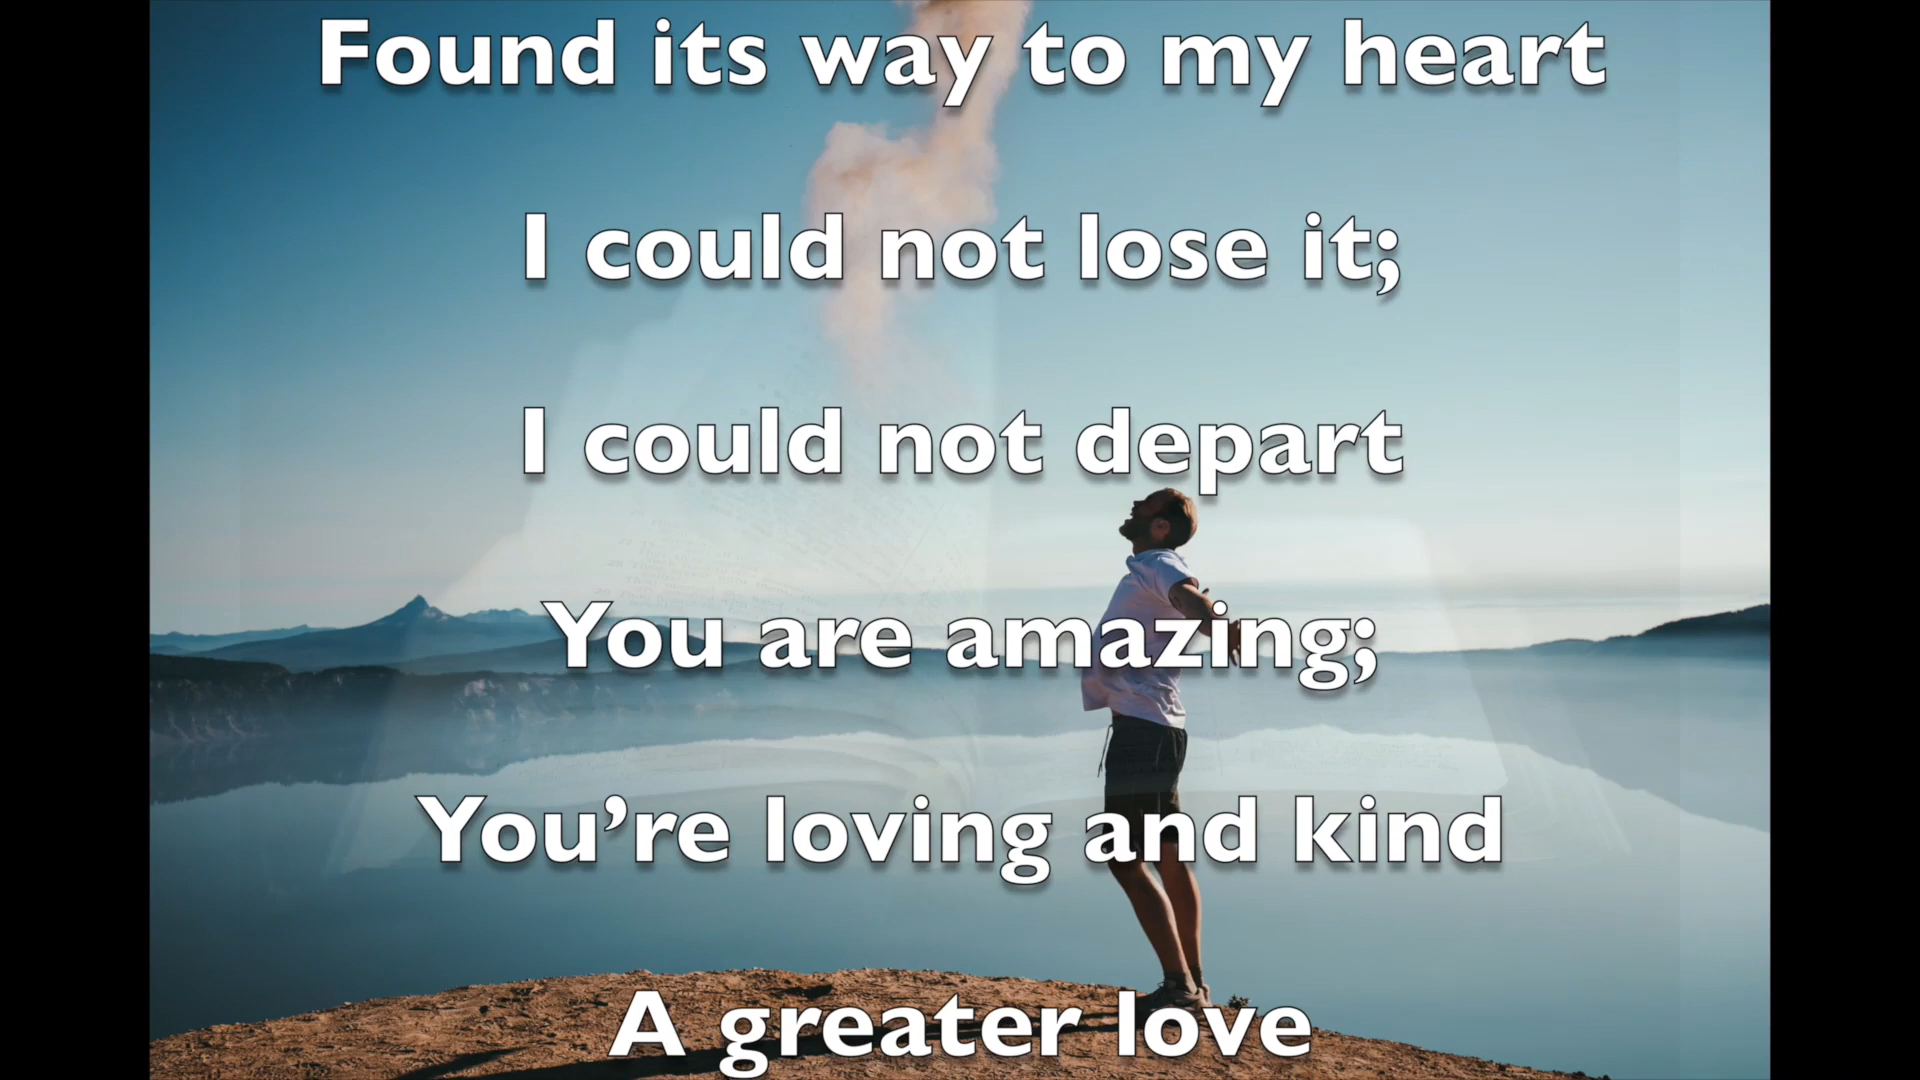 Found its way to my heart
I could not lose it;
I could not depart
You are amazing;
You’re loving and kind
A greater love